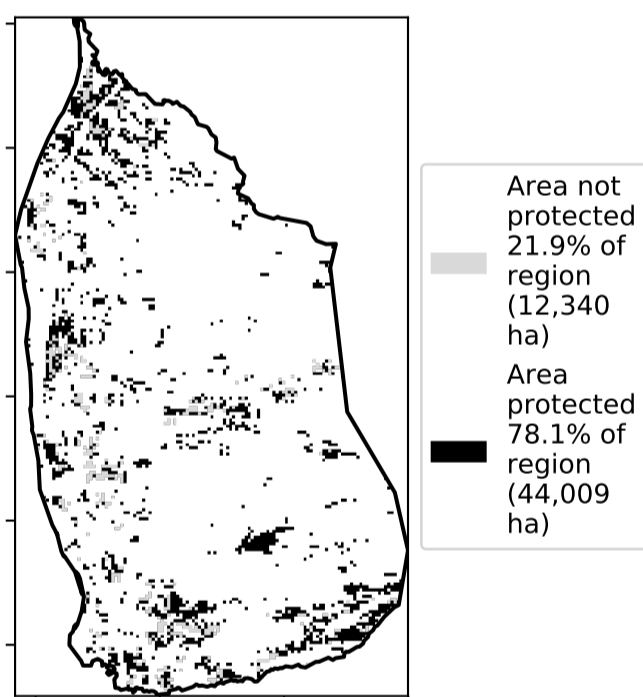 Area not
protected
21.9% of
region
(12,340
ha)
Area
protected
78.1% of
region
(44,009
ha)